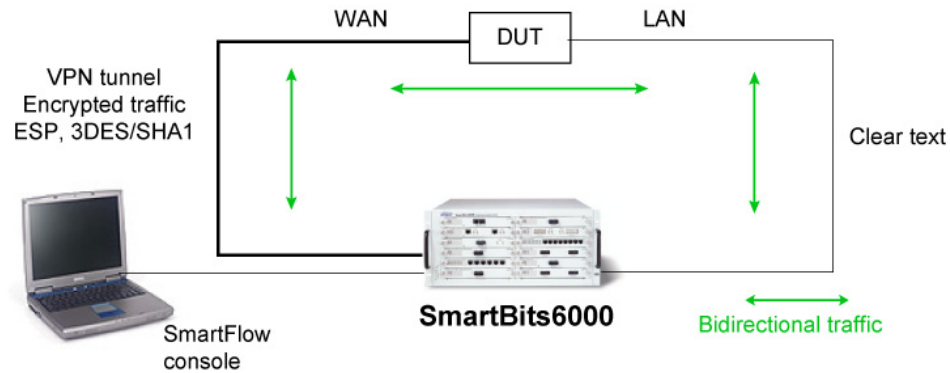 WAN
DUT
LAN
VPN tunnel
Encrypted traffic
ESP, 3DES/SHA1
Clear text
SmartBits6000
SmartFlow
console
Bidirectional traffic